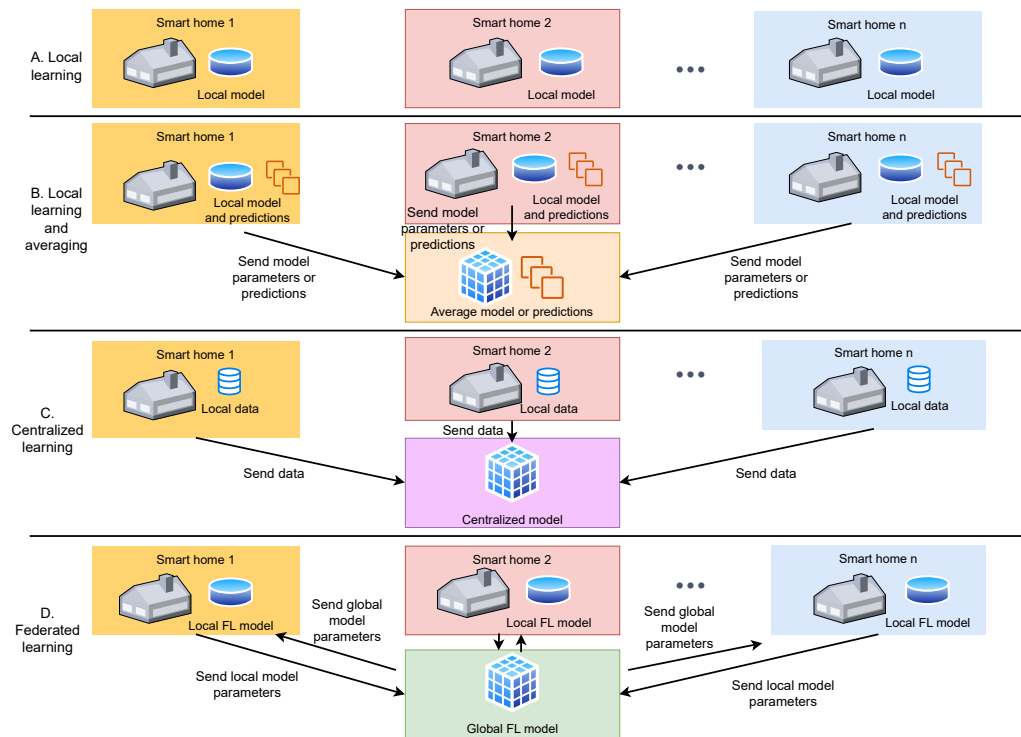 Smart home 1
Smart home 2
Smart home n
A. Local
learning
Local model
Local model
Local model
Smart home 1
Smart home 2
Smart home n
B. Local
learning
and
averaging
Local model
and predictions
Local model
and predictions
Local model
and predictions
Send model
parameters or
predictions
Send model
parameters or
predictions
Send model
parameters or
predictions
Average model or predictions
Smart home 1
Smart home 2
Smart home n
C.
Centralized
learning
Local data
Local data
Local data
Send data
Send data
Send data
Centralized model
Smart home 1
Smart home 2
Smart home n
D.
Federated
learning
Local FL model
Local FL model
Local FL model
Send global
model
parameters
Send global
model
parameters
Send local model
parameters
Send local model
parameters
Global FL model